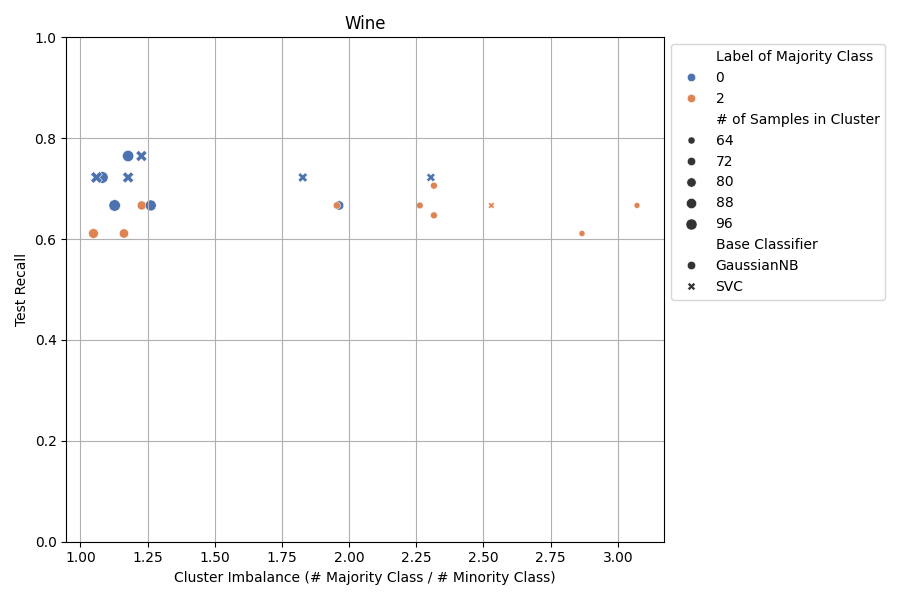 Wine
1.0
0.8
0.6
0.4
0.2
0.0
Test Recall
1.00 1.25 1.50 1.75 2.00 2.25 2.50 2.75 3.00
Cluster Imbalance (# Majority Class / # Minority Class)
Label of Majority Class
0
2
# of Samples in Cluster
64
72
80
88
96
Base Classifier
GaussianNB
SVC